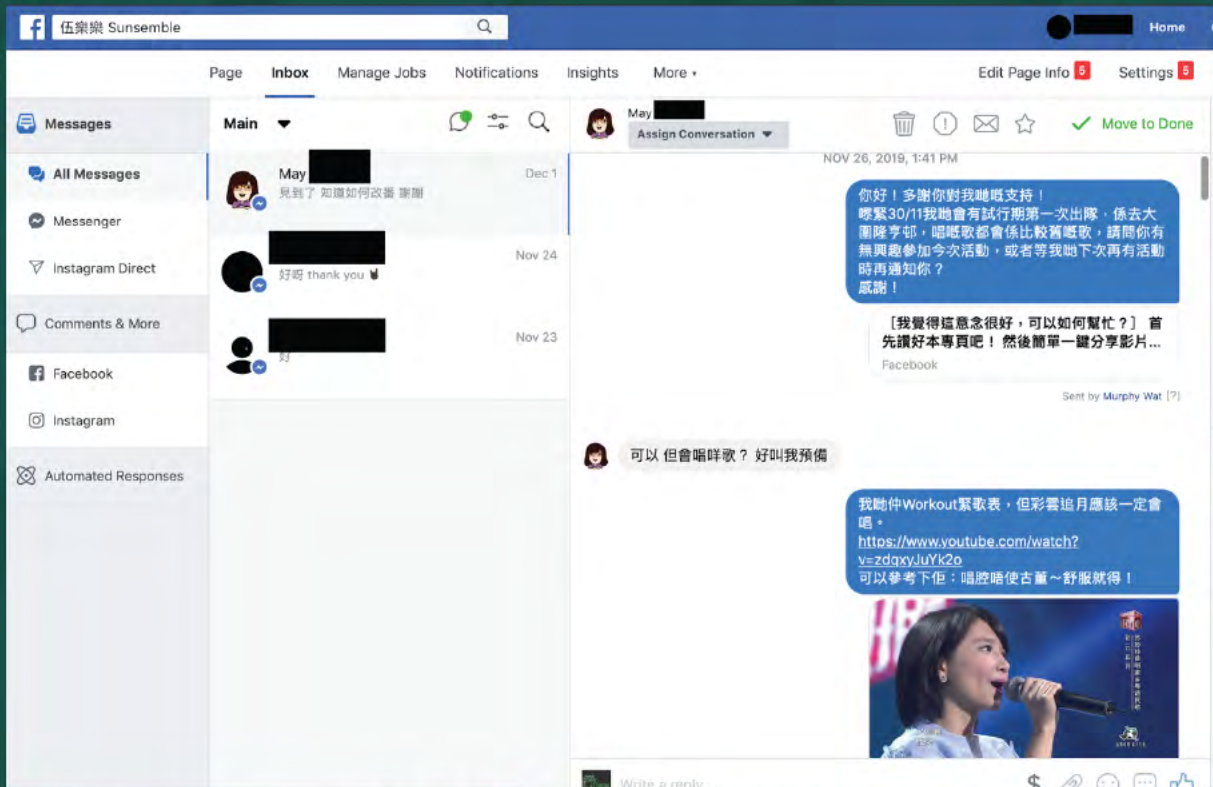 伍樂樂 Sunsemble
Home
Page Inbox Manage Jobs Notifications Insights More
Edit Page Info 5 Settings 5
Messages
All Messages
Messenger
Instagram Direct
Comments & More
Facebook
Instagram
Automated Responses
Main
May
Dec 1
見到了 知道如何改番 謝謝
Nov 24
好呀 thank you
Nov 23
好
May
Assign Conversation
Move to Done
NOV 26, 2019, 1:41 PM
你好！多謝你對我哋嘅支持！
嚟緊30/11我哋會有試行期第一次出隊，係去大
圍隆亨邨，唱嘅歌都會係比較舊嘅歌，請問你有
無興趣參加今次活動，或者等我哋下次再有活動
時再通知你？
感謝！
［我覺得這意念很好，可以如何幫忙？］ 首
先讚好本專頁吧！ 然後簡單一鍵分享影片...
Facebook
Sent by Murphy Wat [?]
可以 但會唱咩歌？ 好叫我預備
我哋仲Workout緊歌表，但彩雲追月應該一定會
唱。
https://www.youtube.com/watch?
v=zdqxyJuYk2o
可以參考下佢：唱腔唔使古董～舒服就得！
Write a reply...